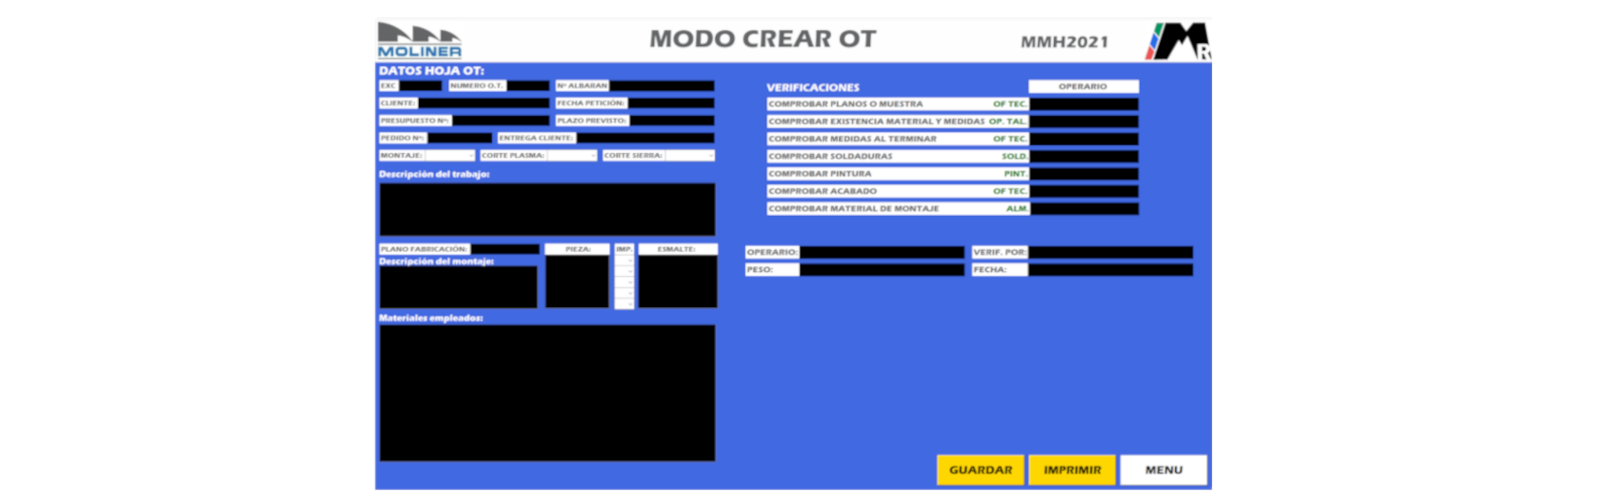 MOLINER
MODO CREAR OT
MMH2021
MR
DATOS HOJA OT:
EXC
NUMERO O.T.
Nº ALBARAN
CLIENTE:
FECHA PETICIÓN:
PRESUPUESTO Nº:
PLAZO PREVISTO:
PEDIDO Nº:
ENTREGA CLIENTE:
MONTAJE:
CORTE PLASMA:
CORTE SIERRA:
Descripción del trabajo:
PLANO FABRICACIÓN:
PIEZA:
IMP.
ESMALTE:
Descripción del montaje:
Materiales empleados:
VERIFICACIONES
OPERARIO
COMPROBAR PLANOS O MUESTRA OF TEC.
COMPROBAR EXISTENCIA MATERIAL Y MEDIDAS OP. TAL.
COMPROBAR MEDIDAS AL TERMINAR OF TEC.
COMPROBAR SOLDADURAS SOLD.
COMPROBAR PINTURA PINT.
COMPROBAR ACABADO OF TEC.
COMPROBAR MATERIAL DE MONTAJE ALM.
OPERARIO:
VERIF. POR:
PESO:
FECHA:
GUARDAR
IMPRIMIR
MENU